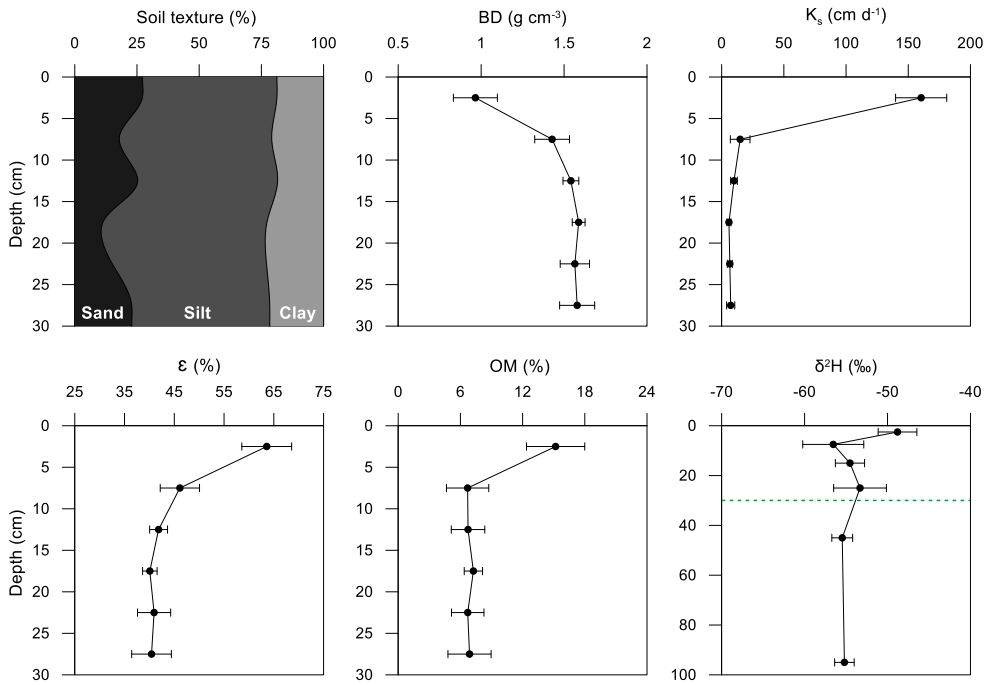 Soil texture (%)
0 25 50 75 100
Depth (cm)
0
5
10
15
20
25
30
Sand Silt Clay
BD (g cm⁻³)
0.5 1 1.5 2
0
5
10
15
20
25
30
Kₛ (cm d⁻¹)
0 50 100 150 200
0
5
10
15
20
25
30
ε (%)
25 35 45 55 65 75
Depth (cm)
0
5
10
15
20
25
30
OM (%)
0 6 12 18 24
0
5
10
15
20
25
30
δ²H (‰)
-70 -60 -50 -40
0
20
40
60
80
100